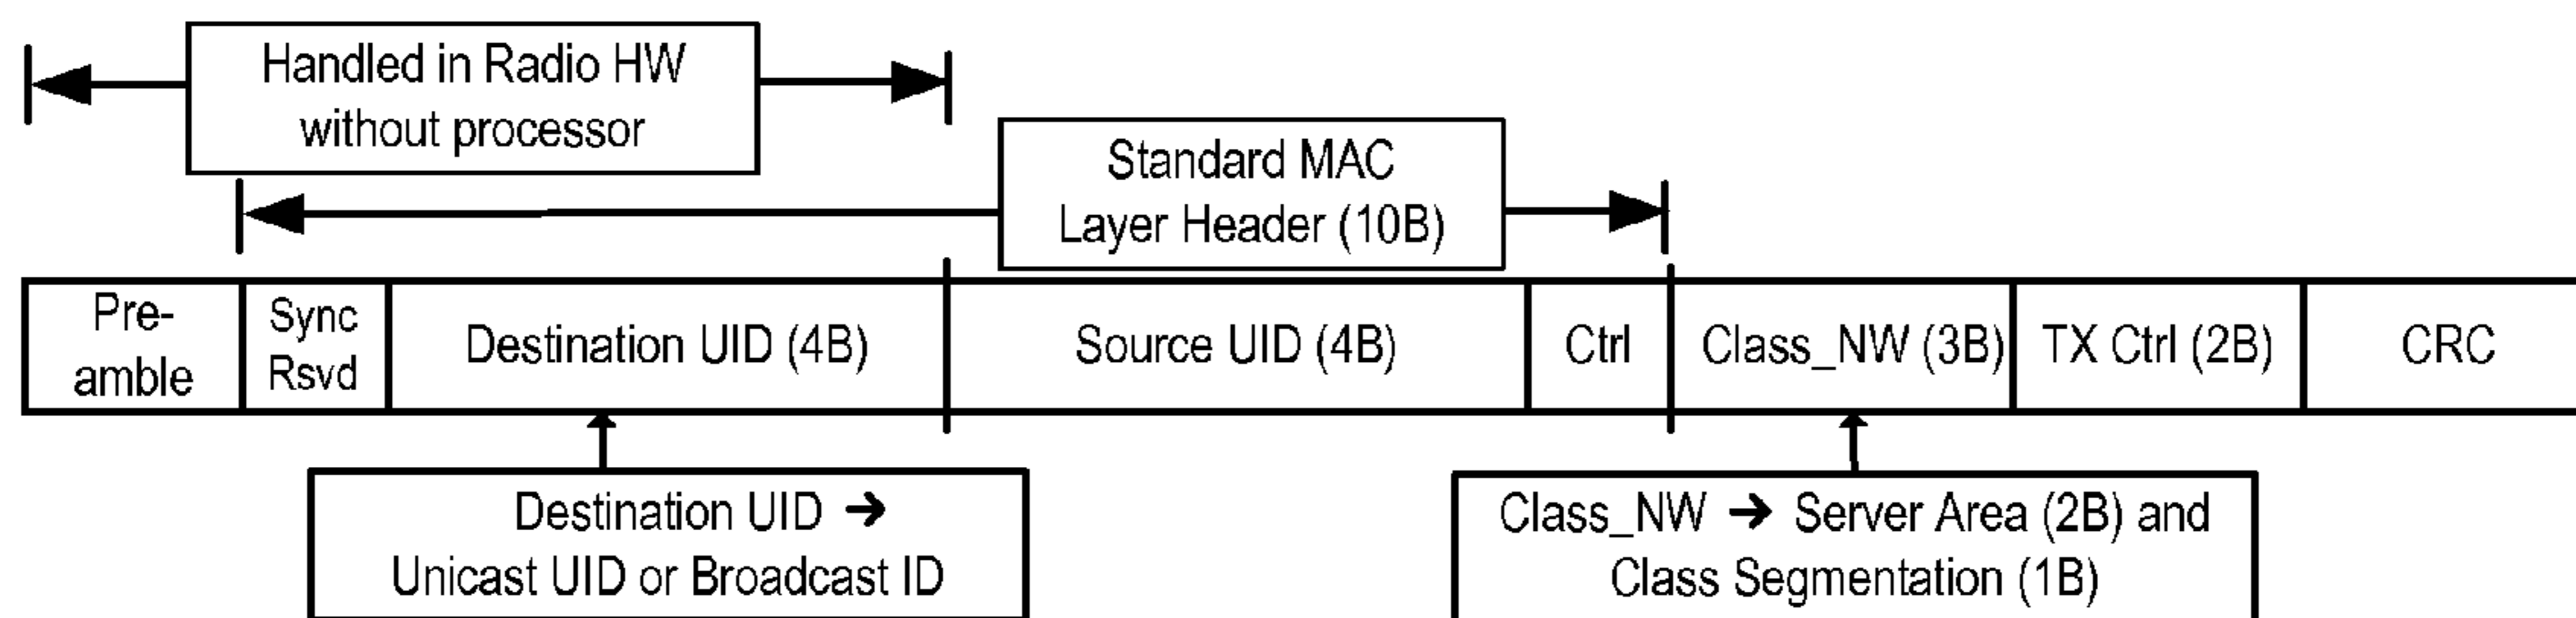 Handled in Radio HW
without processor
Standard MAC
Layer Header (10B)
Pre-
amble
Sync
Rsvd
Destination UID (4B)
Source UID (4B)
Ctrl
Class_NW (3B)
TX Ctrl (2B)
CRC
Destination UID →
Unicast UID or Broadcast ID
Class_NW → Server Area (2B) and
Class Segmentation (1B)